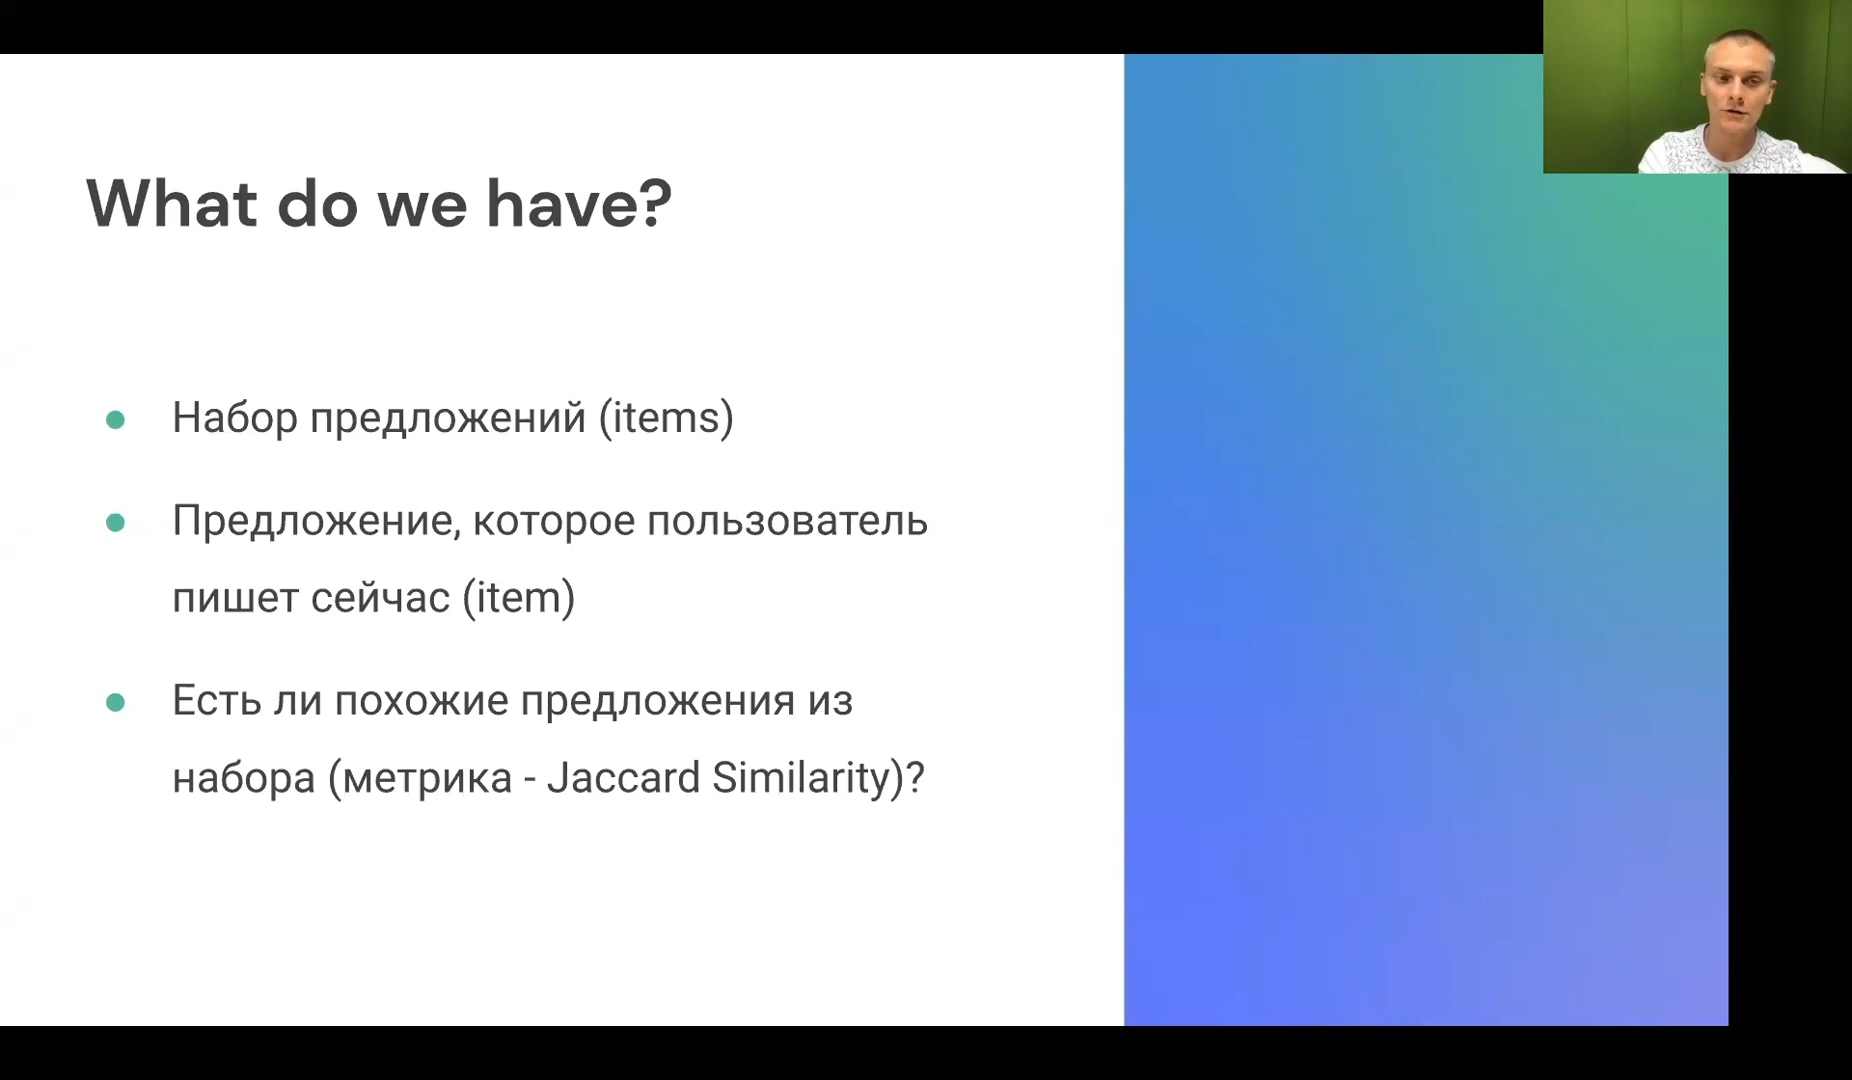 What do we have?
Набор предложений (items)
Предложение, которое пользователь
пишет сейчас (item)
Есть ли похожие предложения из
набора (метрика - Jaccard Similarity)?